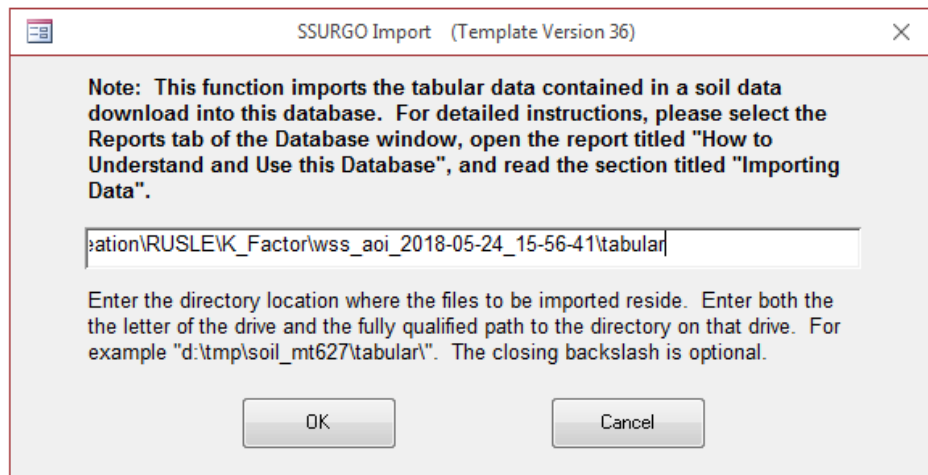 SSURGO Import (Template Version 36)
Note: This function imports the tabular data contained in a soil data
download into this database. For detailed instructions, please select the
Reports tab of the Database window, open the report titled "How to
Understand and Use this Database", and read the section titled "Importing
Data".
eation\RUSLE\K_Factor\wss_aoi_2018-05-24_15-56-41\tabular
Enter the directory location where the files to be imported reside. Enter both the
the letter of the drive and the fully qualified path to the directory on that drive. For
example "d:\tmp\soil_mt627\tabular\". The closing backslash is optional.
OK
Cancel